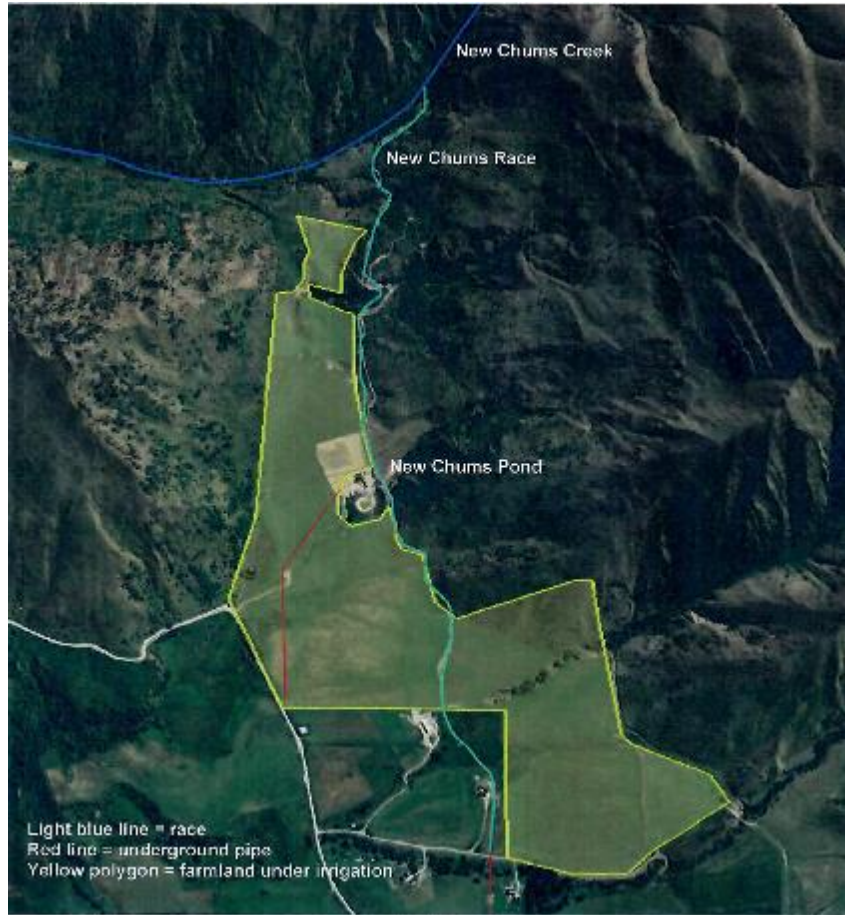 New Chums Creek
New Chums Race
New Chums Pond
Light blue line = race
Red line = underground pipe
Yellow polygon = farmland under irrigation